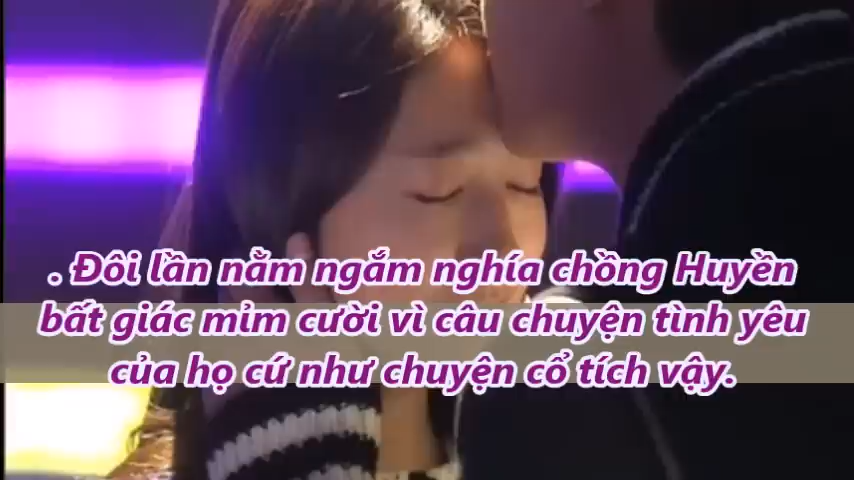 . Đôi lần nằm ngắm nghía chồng Huyền
bất giác mỉm cười vì câu chuyện tình yêu
của họ cứ như chuyện cổ tích vậy.